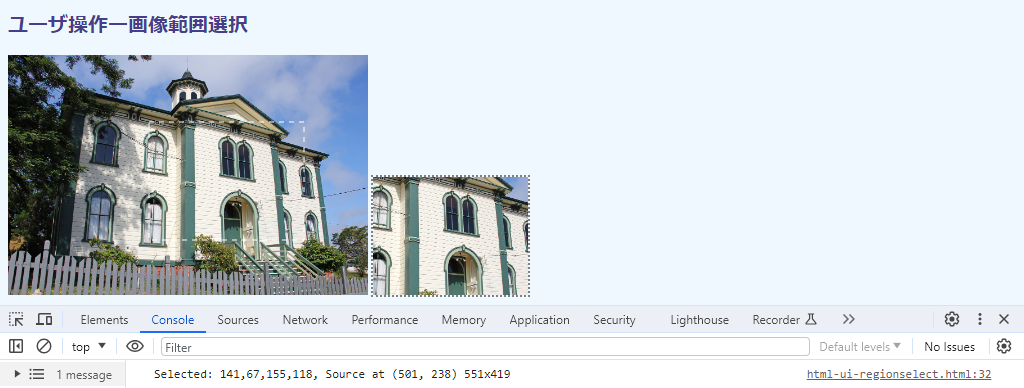 ユーザ操作ー画像範囲選択
Elements Console Sources Network Performance Memory Application Security Lighthouse Recorder
top Filter Default levels No Issues
1 message Selected: 141,67,155,118, Source at (501, 238) 551x419 html-ui-regionselect.html:32